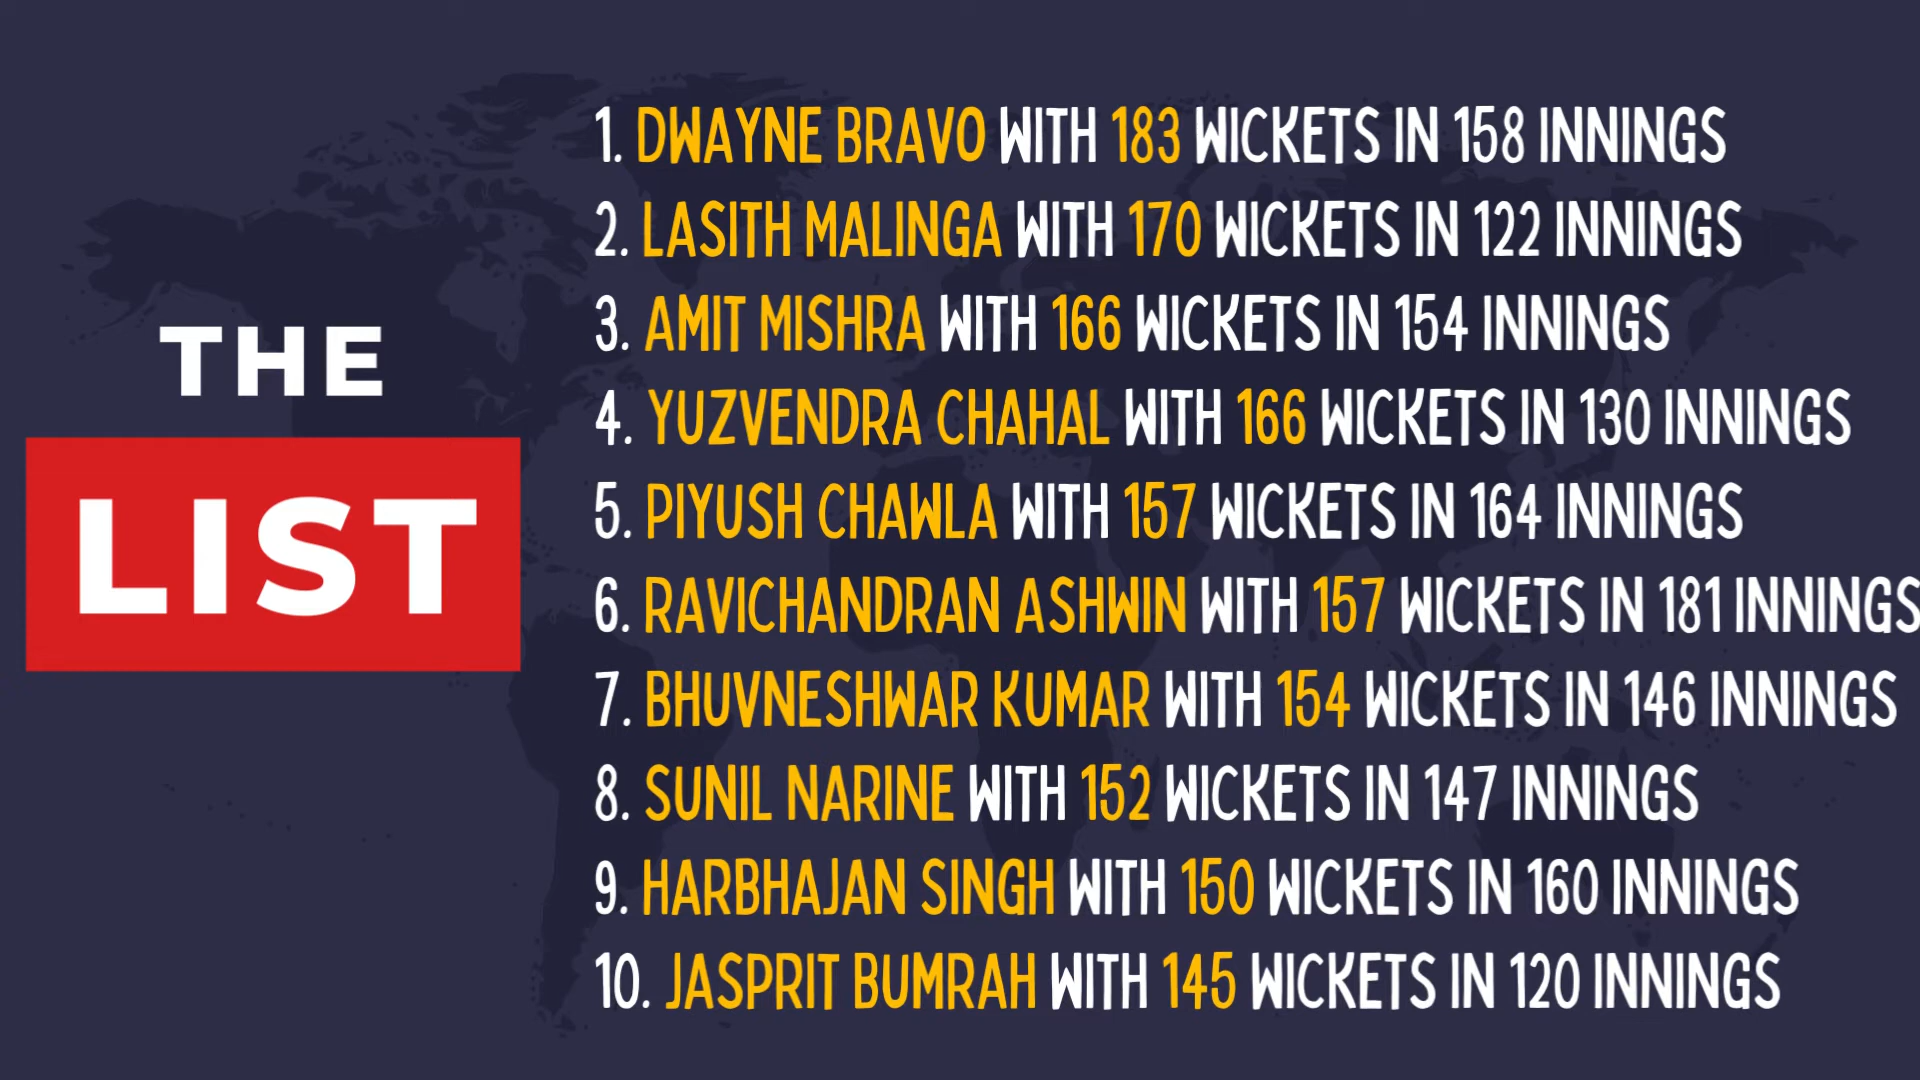 THE
LIST
1. DWAYNE BRAVO WITH 183 WICKETS IN 158 INNINGS
2. LASITH MALINGA WITH 170 WICKETS IN 122 INNINGS
3. AMIT MISHRA WITH 166 WICKETS IN 154 INNINGS
4. YUZVENDRA CHAHAL WITH 166 WICKETS IN 130 INNINGS
5. PIYUSH CHAWLA WITH 157 WICKETS IN 164 INNINGS
6. RAVICHANDRAN ASHWIN WITH 157 WICKETS IN 181 INNINGS
7. BHUVNESHWAR KUMAR WITH 154 WICKETS IN 146 INNINGS
8. SUNIL NARINE WITH 152 WICKETS IN 147 INNINGS
9. HARBHAJAN SINGH WITH 150 WICKETS IN 160 INNINGS
10. JASPRIT BUMRAH WITH 145 WICKETS IN 120 INNINGS